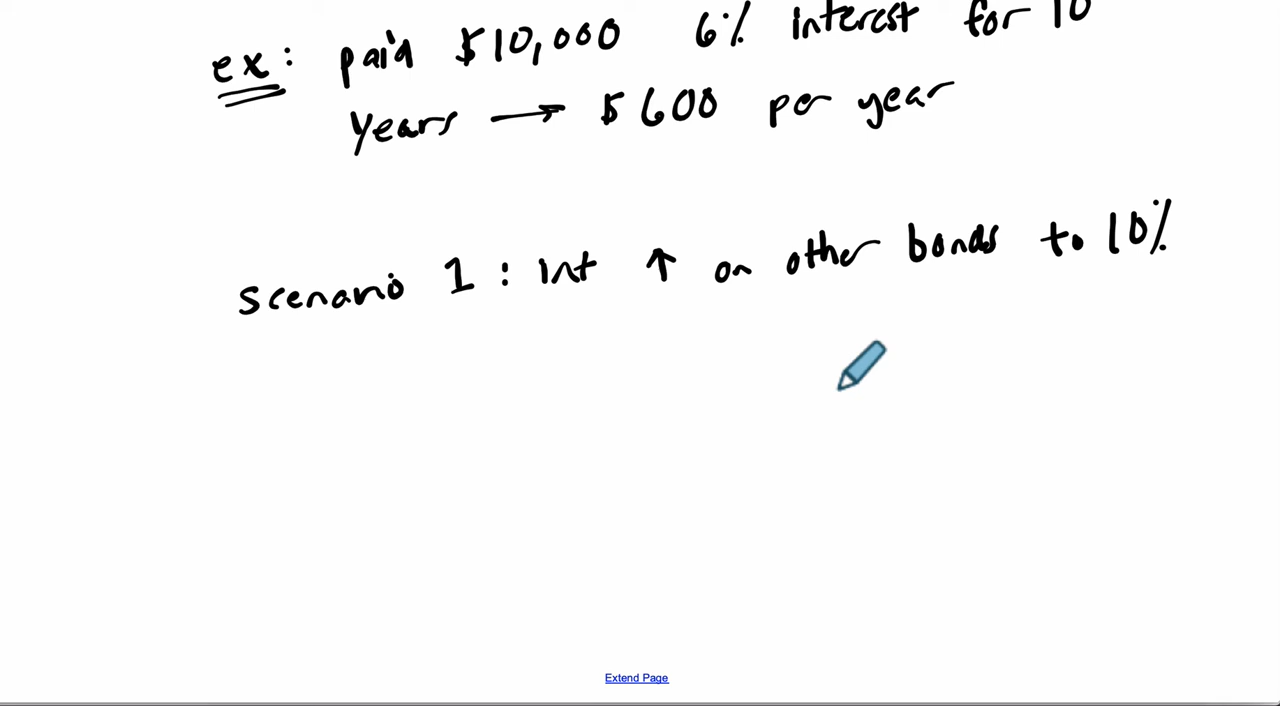 ex: paid $10,000 6% interest for 10
years → $600 per year
scenario 1: int ↑ on other bonds to 10%
Extend Page